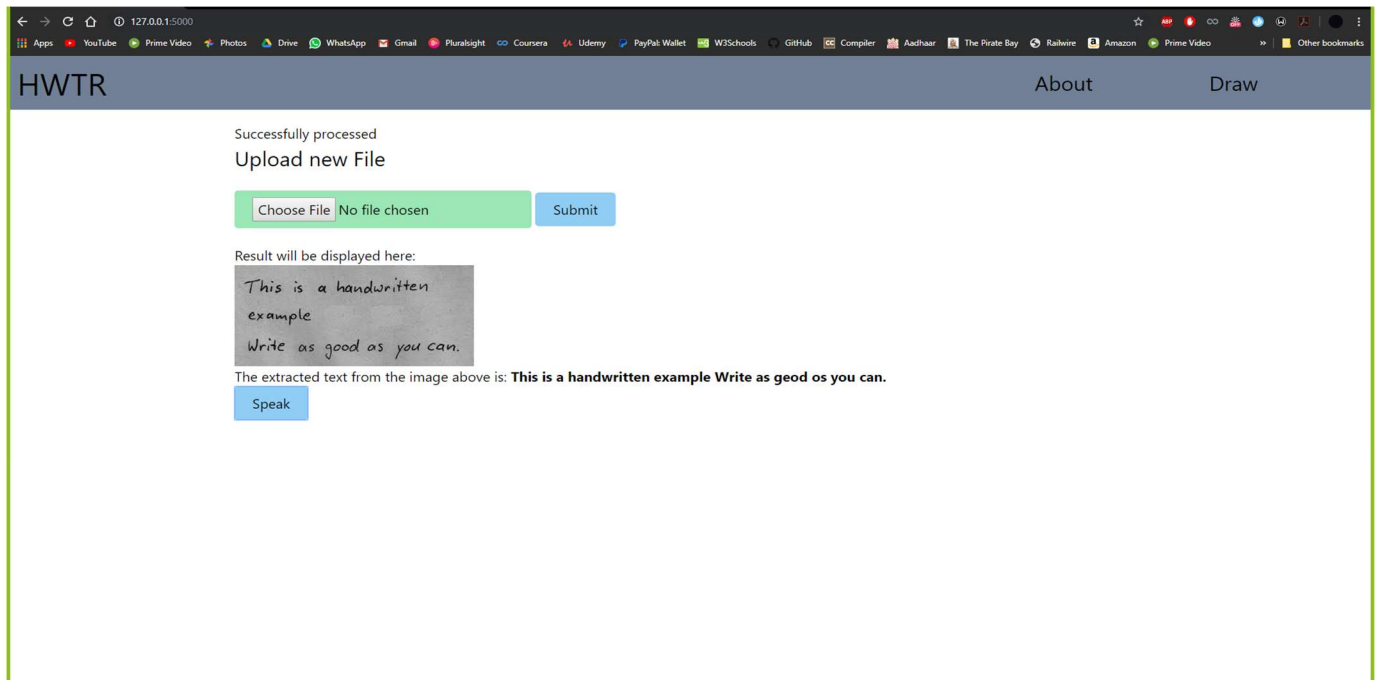 127.0.0.1:5000
Apps YouTube Prime Video Photos Drive WhatsApp Gmail Pluralsight Coursera Udemy PayPal: Wallet W3Schools GitHub CC Compiler Aadhaar The Pirate Bay Railwire Amazon Prime Video » Other bookmarks
HWTR About Draw
Successfully processed
Upload new File
Choose File No file chosen Submit
Result will be displayed here:
This is a handwritten
example
Write as good as you can.
The extracted text from the image above is: This is a handwritten example Write as geod os you can.
Speak